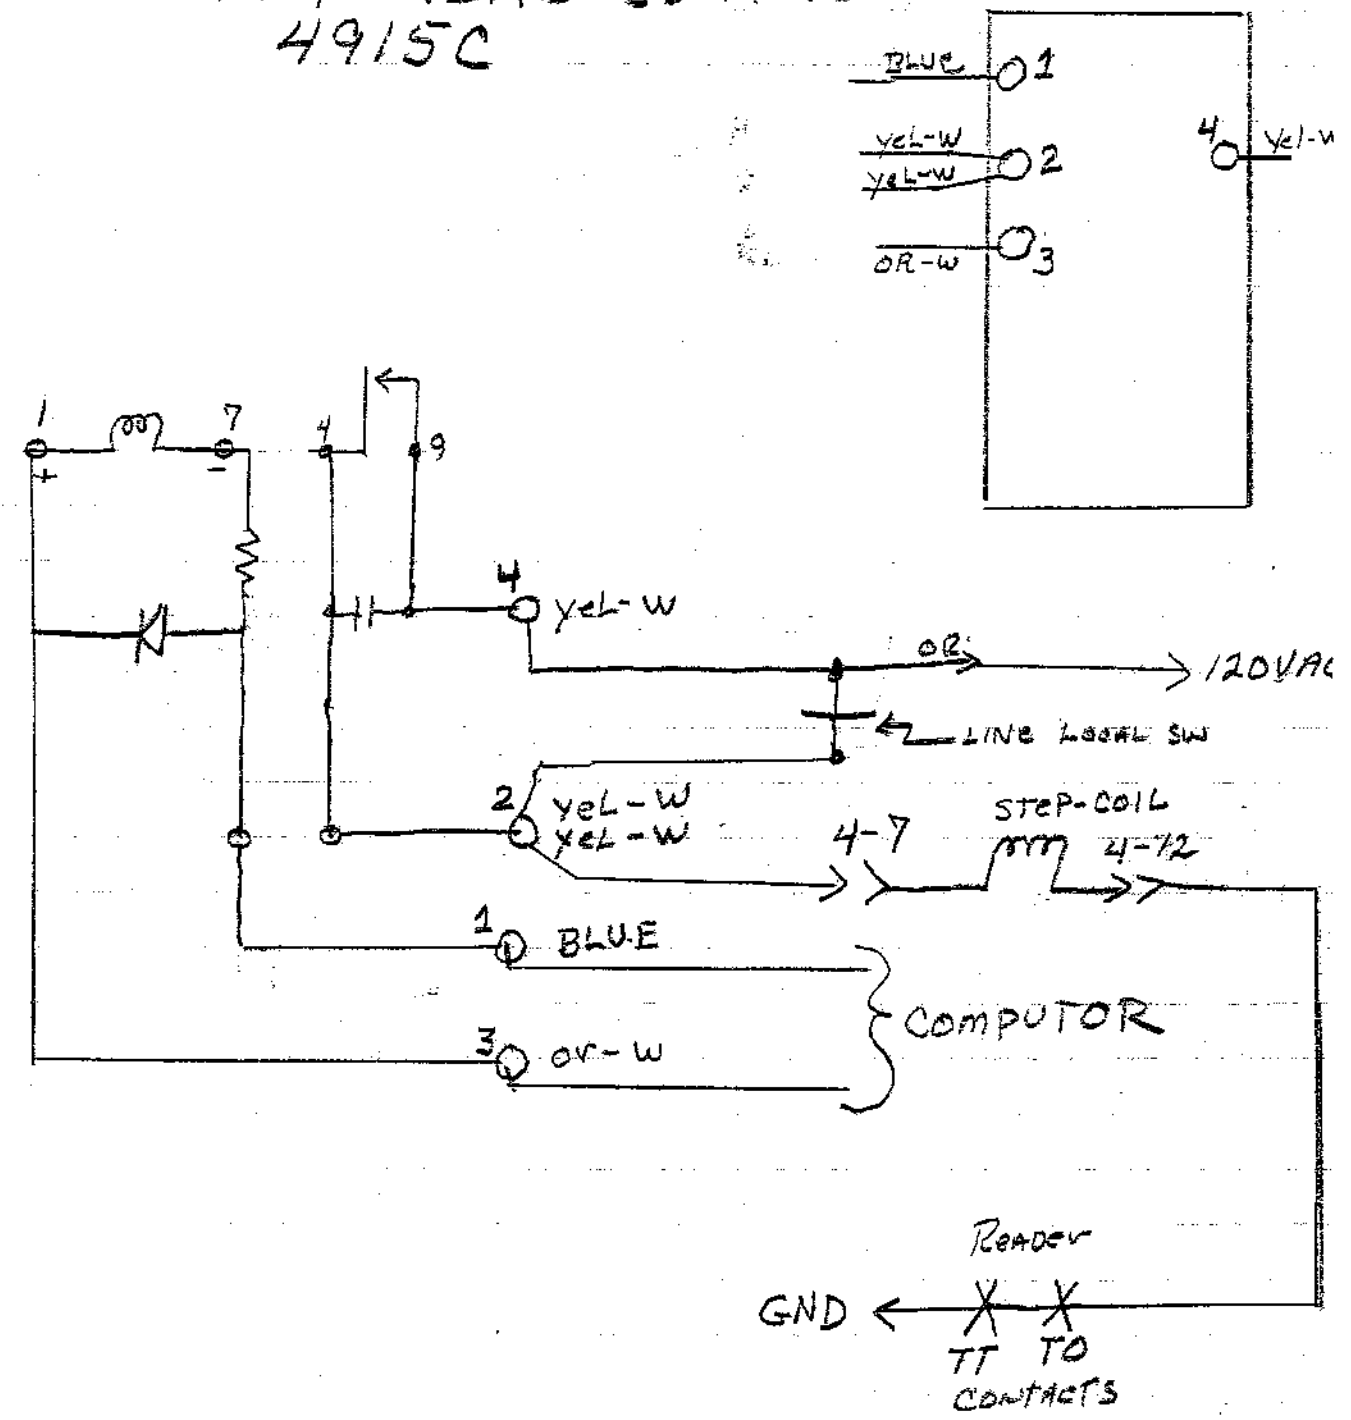 4915C
BLUE 1
YEL-W
YEL-W 2
4 Yel-W
OR-W 3
1 7 4 9
+ -
4 YEL-W
OR
120VAC
LINE LOCAL SW
2 YEL-W
YEL-W
STEP-COIL
4-7
4-72
1 BLUE
COMPUTOR
3 or-W
Reader
GND
TT TO
CONTACTS